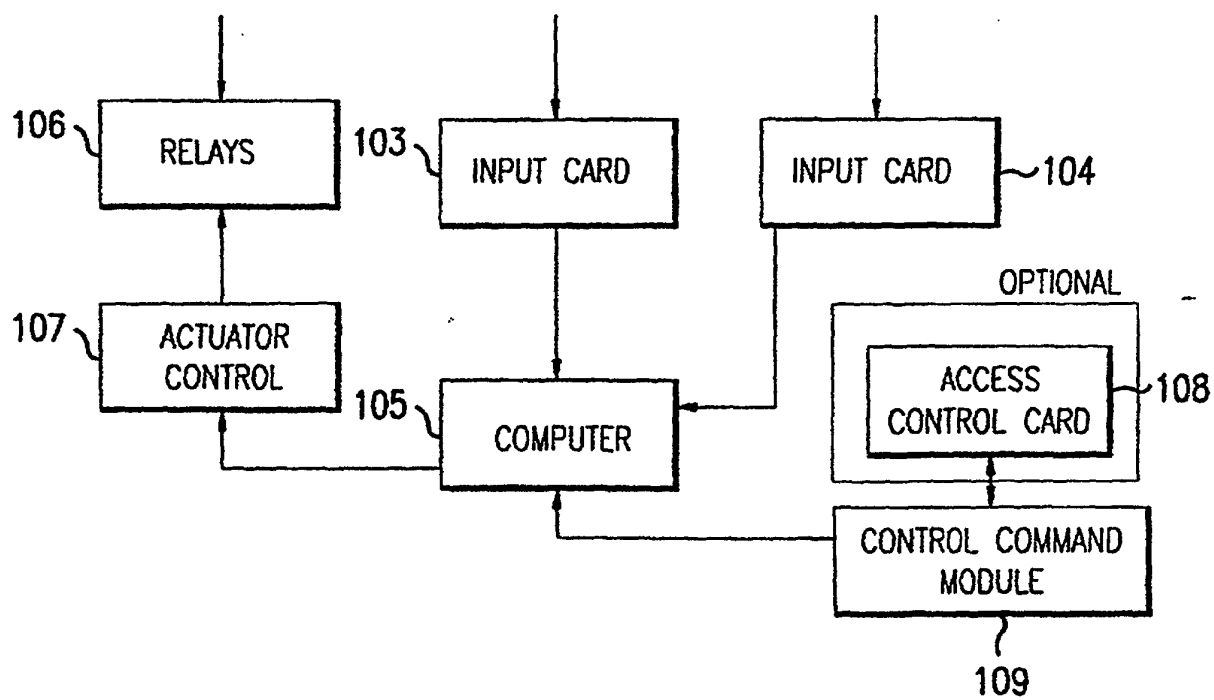 106
RELAYS
103
INPUT CARD
INPUT CARD
104
OPTIONAL
107
ACTUATOR
CONTROL
105
COMPUTER
ACCESS
CONTROL CARD
108
CONTROL COMMAND
MODULE
109